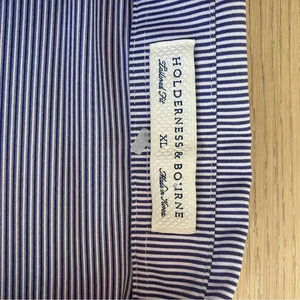 HOLDERNESS & BOURNE
Tailored Fit
XL
Made in Korea